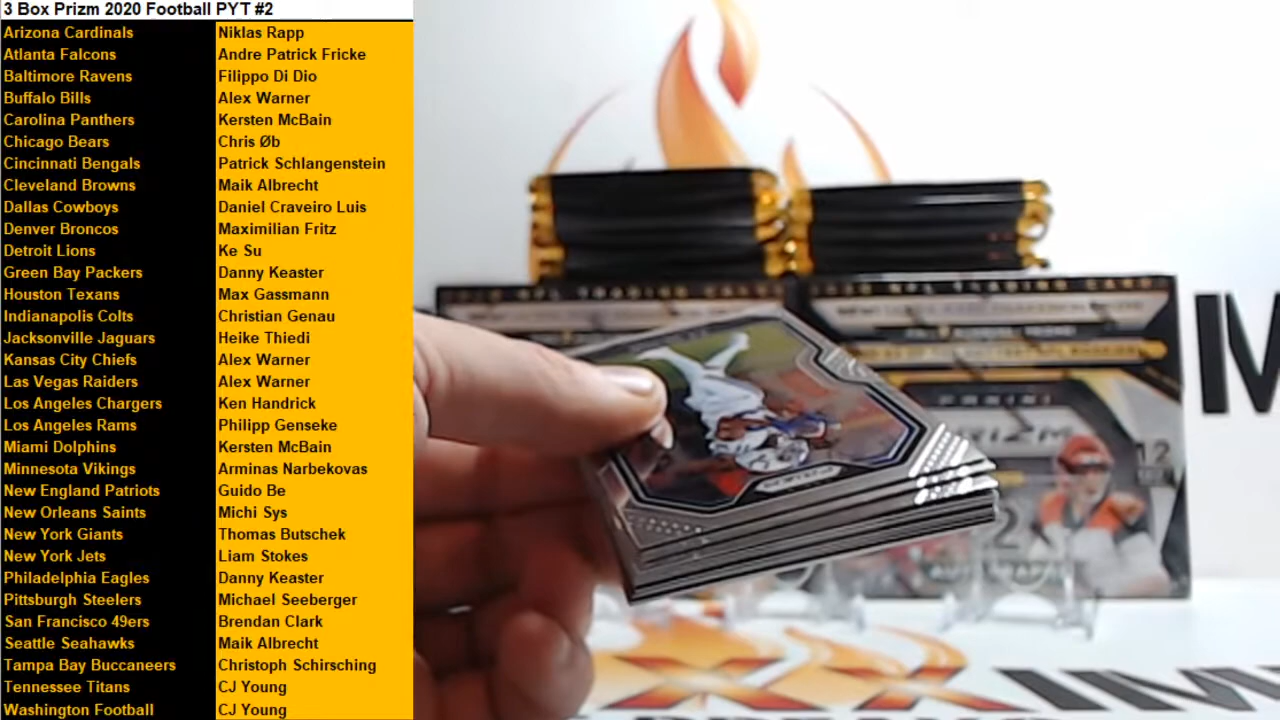 3 Box Prizm 2020 Football PYT #2
Arizona Cardinals Niklas Rapp
Atlanta Falcons Andre Patrick Fricke
Baltimore Ravens Filippo Di Dio
Buffalo Bills Alex Warner
Carolina Panthers Kersten McBain
Chicago Bears Chris Øb
Cincinnati Bengals Patrick Schlangenstein
Cleveland Browns Maik Albrecht
Dallas Cowboys Daniel Craveiro Luis
Denver Broncos Maximilian Fritz
Detroit Lions Ke Su
Green Bay Packers Danny Keaster
Houston Texans Max Gassmann
Indianapolis Colts Christian Genau
Jacksonville Jaguars Heike Thiedi
Kansas City Chiefs Alex Warner
Las Vegas Raiders Alex Warner
Los Angeles Chargers Ken Handrick
Los Angeles Rams Philipp Genseke
Miami Dolphins Kersten McBain
Minnesota Vikings Arminas Narbekovas
New England Patriots Guido Be
New Orleans Saints Michi Sys
New York Giants Thomas Butschek
New York Jets Liam Stokes
Philadelphia Eagles Danny Keaster
Pittsburgh Steelers Michael Seeberger
San Francisco 49ers Brendan Clark
Seattle Seahawks Maik Albrecht
Tampa Bay Buccaneers Christoph Schirsching
Tennessee Titans CJ Young
Washington Football CJ Young
NFL TRADING CARD
PANINI
12